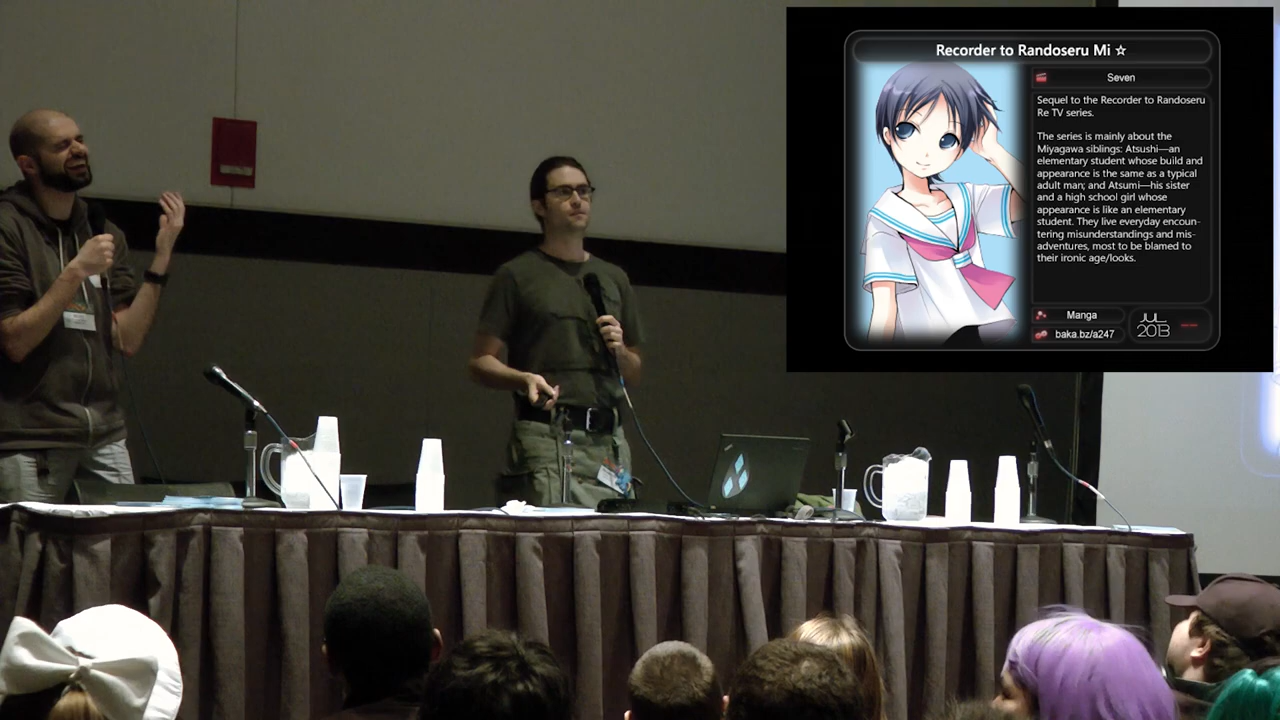 Recorder to Randoseru Mi ☆
Seven
Sequel to the Recorder to Randoseru
Re TV series.
The series is mainly about the
Miyagawa siblings: Atsushi—an
elementary student whose build and
appearance is the same as a typical
adult man; and Atsumi—his sister
and a high school girl whose
appearance is like an elementary
student. They live everyday encoun-
tering misunderstandings and mis-
adventures, most to be blamed to
their ironic age/looks.
Manga
baka.bz/a247
JUL
2013